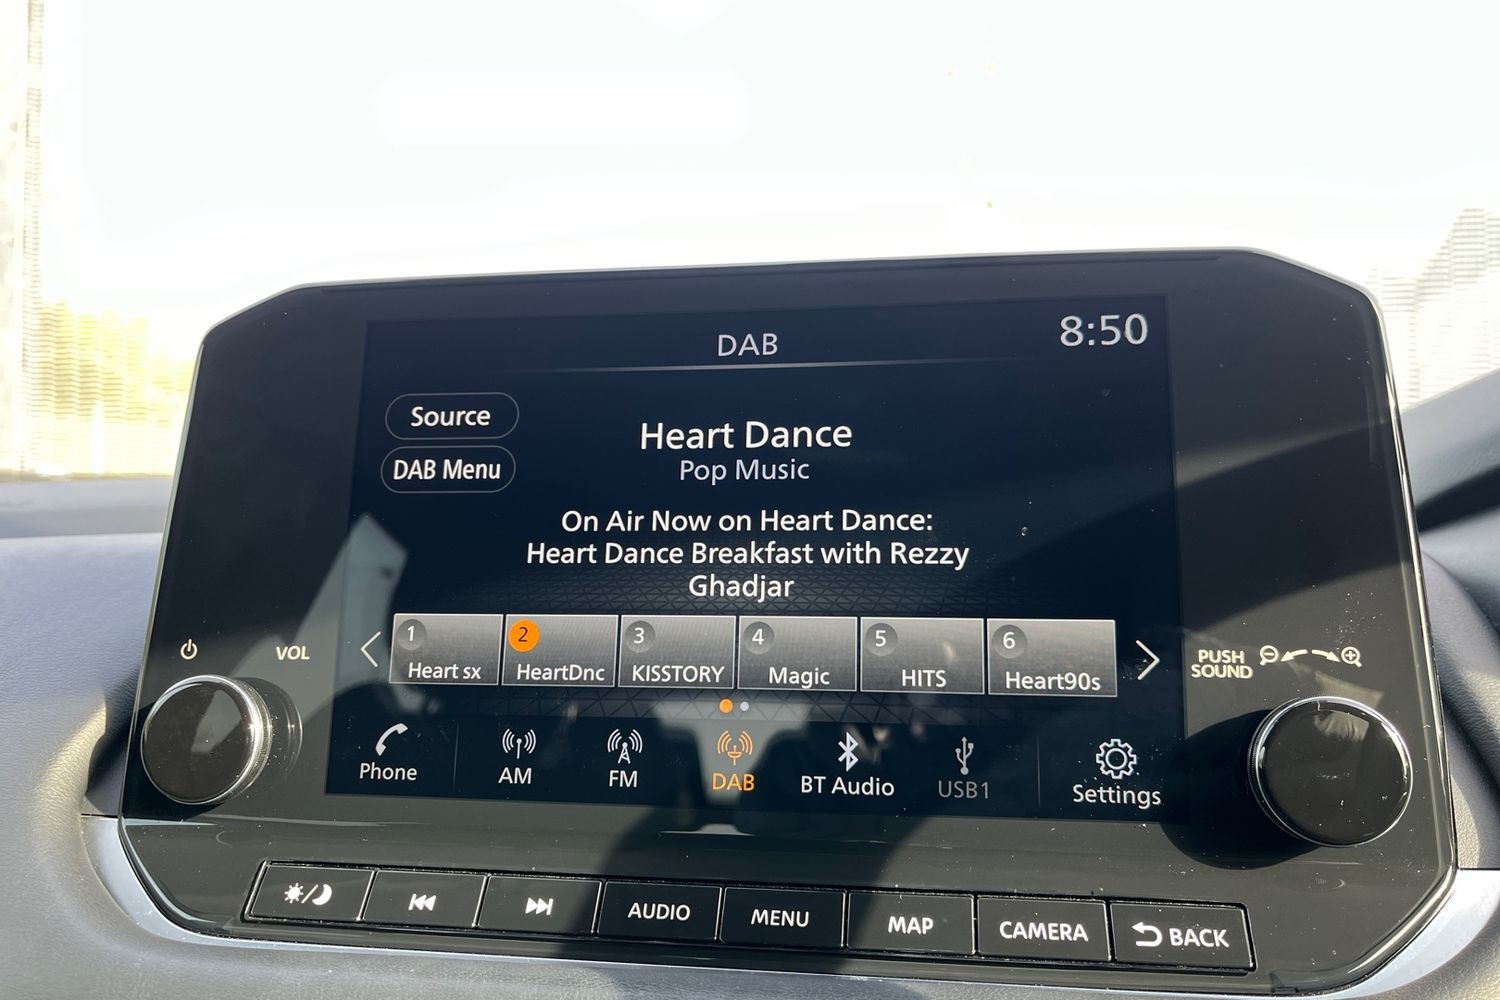 DAB
8:50
Source
DAB Menu
Heart Dance
Pop Music
On Air Now on Heart Dance:
Heart Dance Breakfast with Rezzy
Ghadjar
1 Heart sx
2 HeartDnc
3 KISSTORY
4 Magic
5 HITS
6 Heart90s
VOL
PUSH
SOUND
Phone
AM
FM
DAB
BT Audio
USB1
Settings
AUDIO
MENU
MAP
CAMERA
BACK